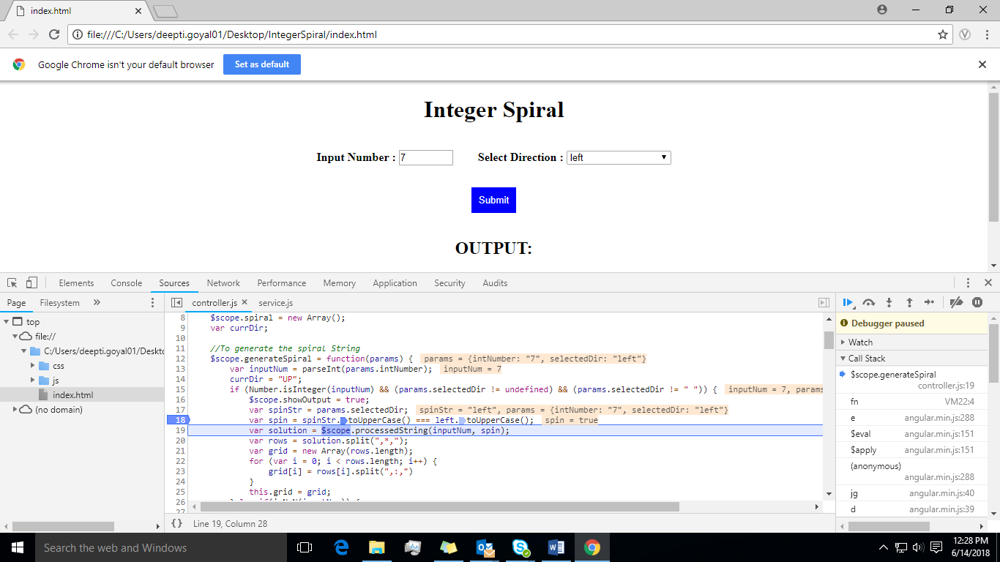 index.html
file:///C:/Users/deepti.goyal01/Desktop/IntegerSpiral/index.html
Google Chrome isn't your default browser Set as default
Integer Spiral
Input Number : 7 Select Direction : left
Submit
OUTPUT:
Elements Console Sources Network Performance Memory Application Security Audits
Page Filesystem » controller.js × service.js
top
file://
C:/Users/deepti.goyal01/Deskto
css
js
index.html
(no domain)
8 $scope.spiral = new Array();
9 var currDir;
10
11 //To generate the spiral String
12 $scope.generateSpiral = function(params) { params = {intNumber: "7", selectedDir: "left"}
13 var inputNum = parseInt(params.intNumber); inputNum = 7
14 currDir = "UP";
15 if (Number.isInteger(inputNum) && (params.selectedDir != undefined) && (params.selectedDir != " ")) { inputNum = 7, params
16 $scope.showOutput = true;
17 var spinStr = params.selectedDir; spinStr = "left", params = {intNumber: "7", selectedDir: "left"}
18 var spin = spinStr.toUpperCase() === left.toUpperCase(); spin = true
19 var solution = $scope.processedString(inputNum, spin);
20 var rows = solution.split(",*,");
21 var grid = new Array(rows.length);
22 for (var i = 0; i < rows.length; i++) {
23 grid[i] = rows[i].split(",:,")
24 }
25 this.grid = grid;
26
27
{ } Line 19, Column 28
Debugger paused
Watch
Call Stack
$scope.generateSpiral
controller.js:19
fn VM22:4
e angular.min.js:288
$eval angular.min.js:151
$apply angular.min.js:151
(anonymous)
angular.min.js:288
jg angular.min.js:40
d angular.min.js:39
Search the web and Windows
12:28 PM
6/14/2018